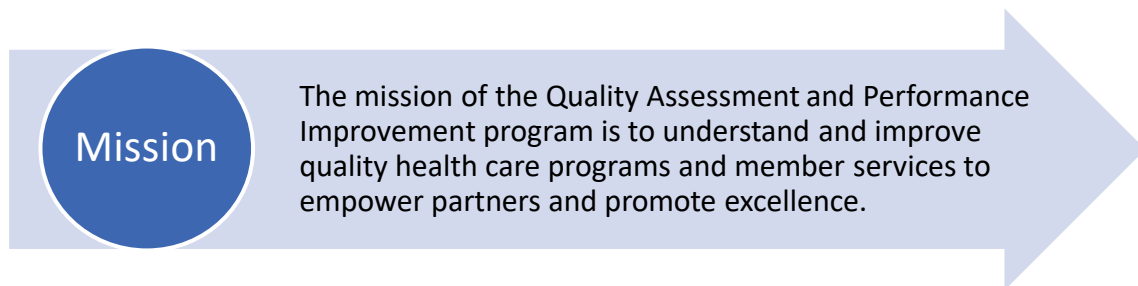 Mission
The mission of the Quality Assessment and Performance
Improvement program is to understand and improve
quality health care programs and member services to
empower partners and promote excellence.